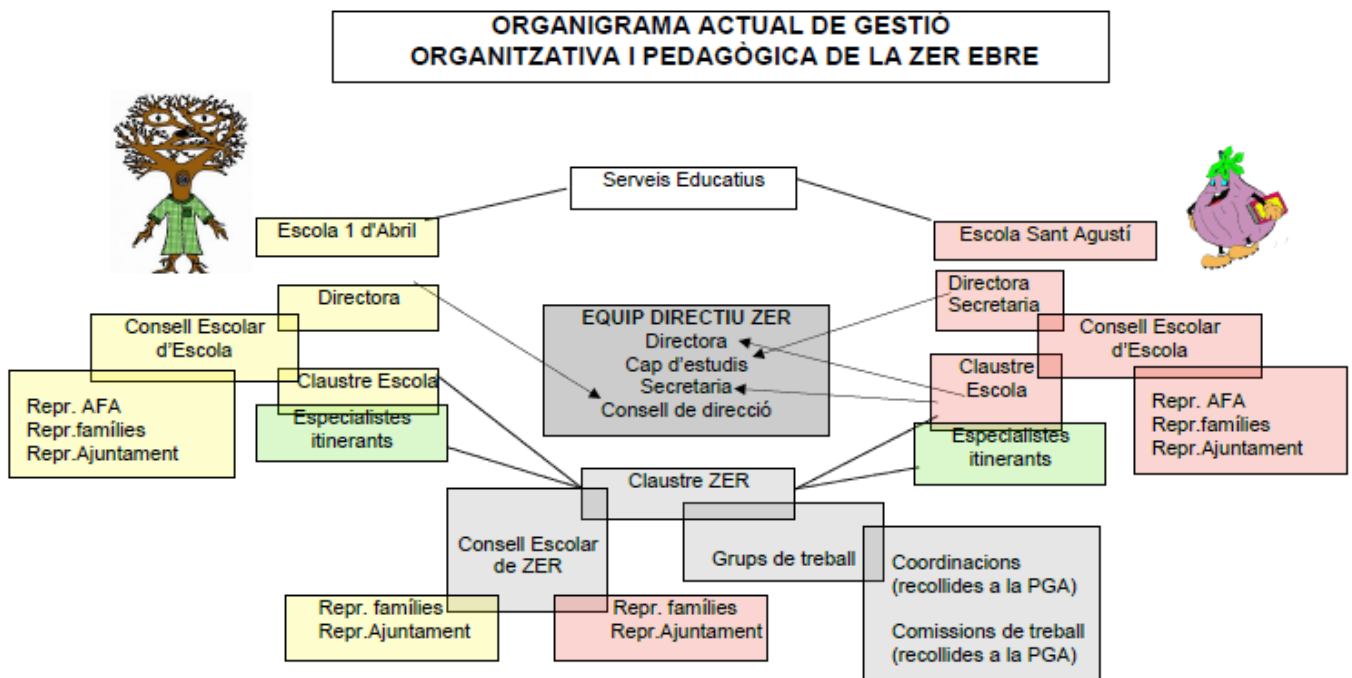 ORGANIGRAMA ACTUAL DE GESTIÓ
ORGANITZATIVA I PEDAGÒGICA DE LA ZER EBRE
Serveis Educatius
Escola 1 d'Abril
Escola Sant Agustí
Directora
Consell Escolar
d'Escola
Claustre Escola
Repr. AFA
Repr.famílies
Repr.Ajuntament
Especialistes
itinerants
EQUIP DIRECTIU ZER
Directora
Cap d'estudis
Secretaria
Consell de direcció
Directora
Secretaria
Consell Escolar
d'Escola
Claustre
Escola
Repr. AFA
Repr.famílies
Repr.Ajuntament
Especialistes
itinerants
Claustre ZER
Consell Escolar
de ZER
Grups de treball
Coordinacions
(recollides a la PGA)
Comissions de treball
(recollides a la PGA)
Repr. famílies
Repr.Ajuntament
Repr. famílies
Repr.Ajuntament